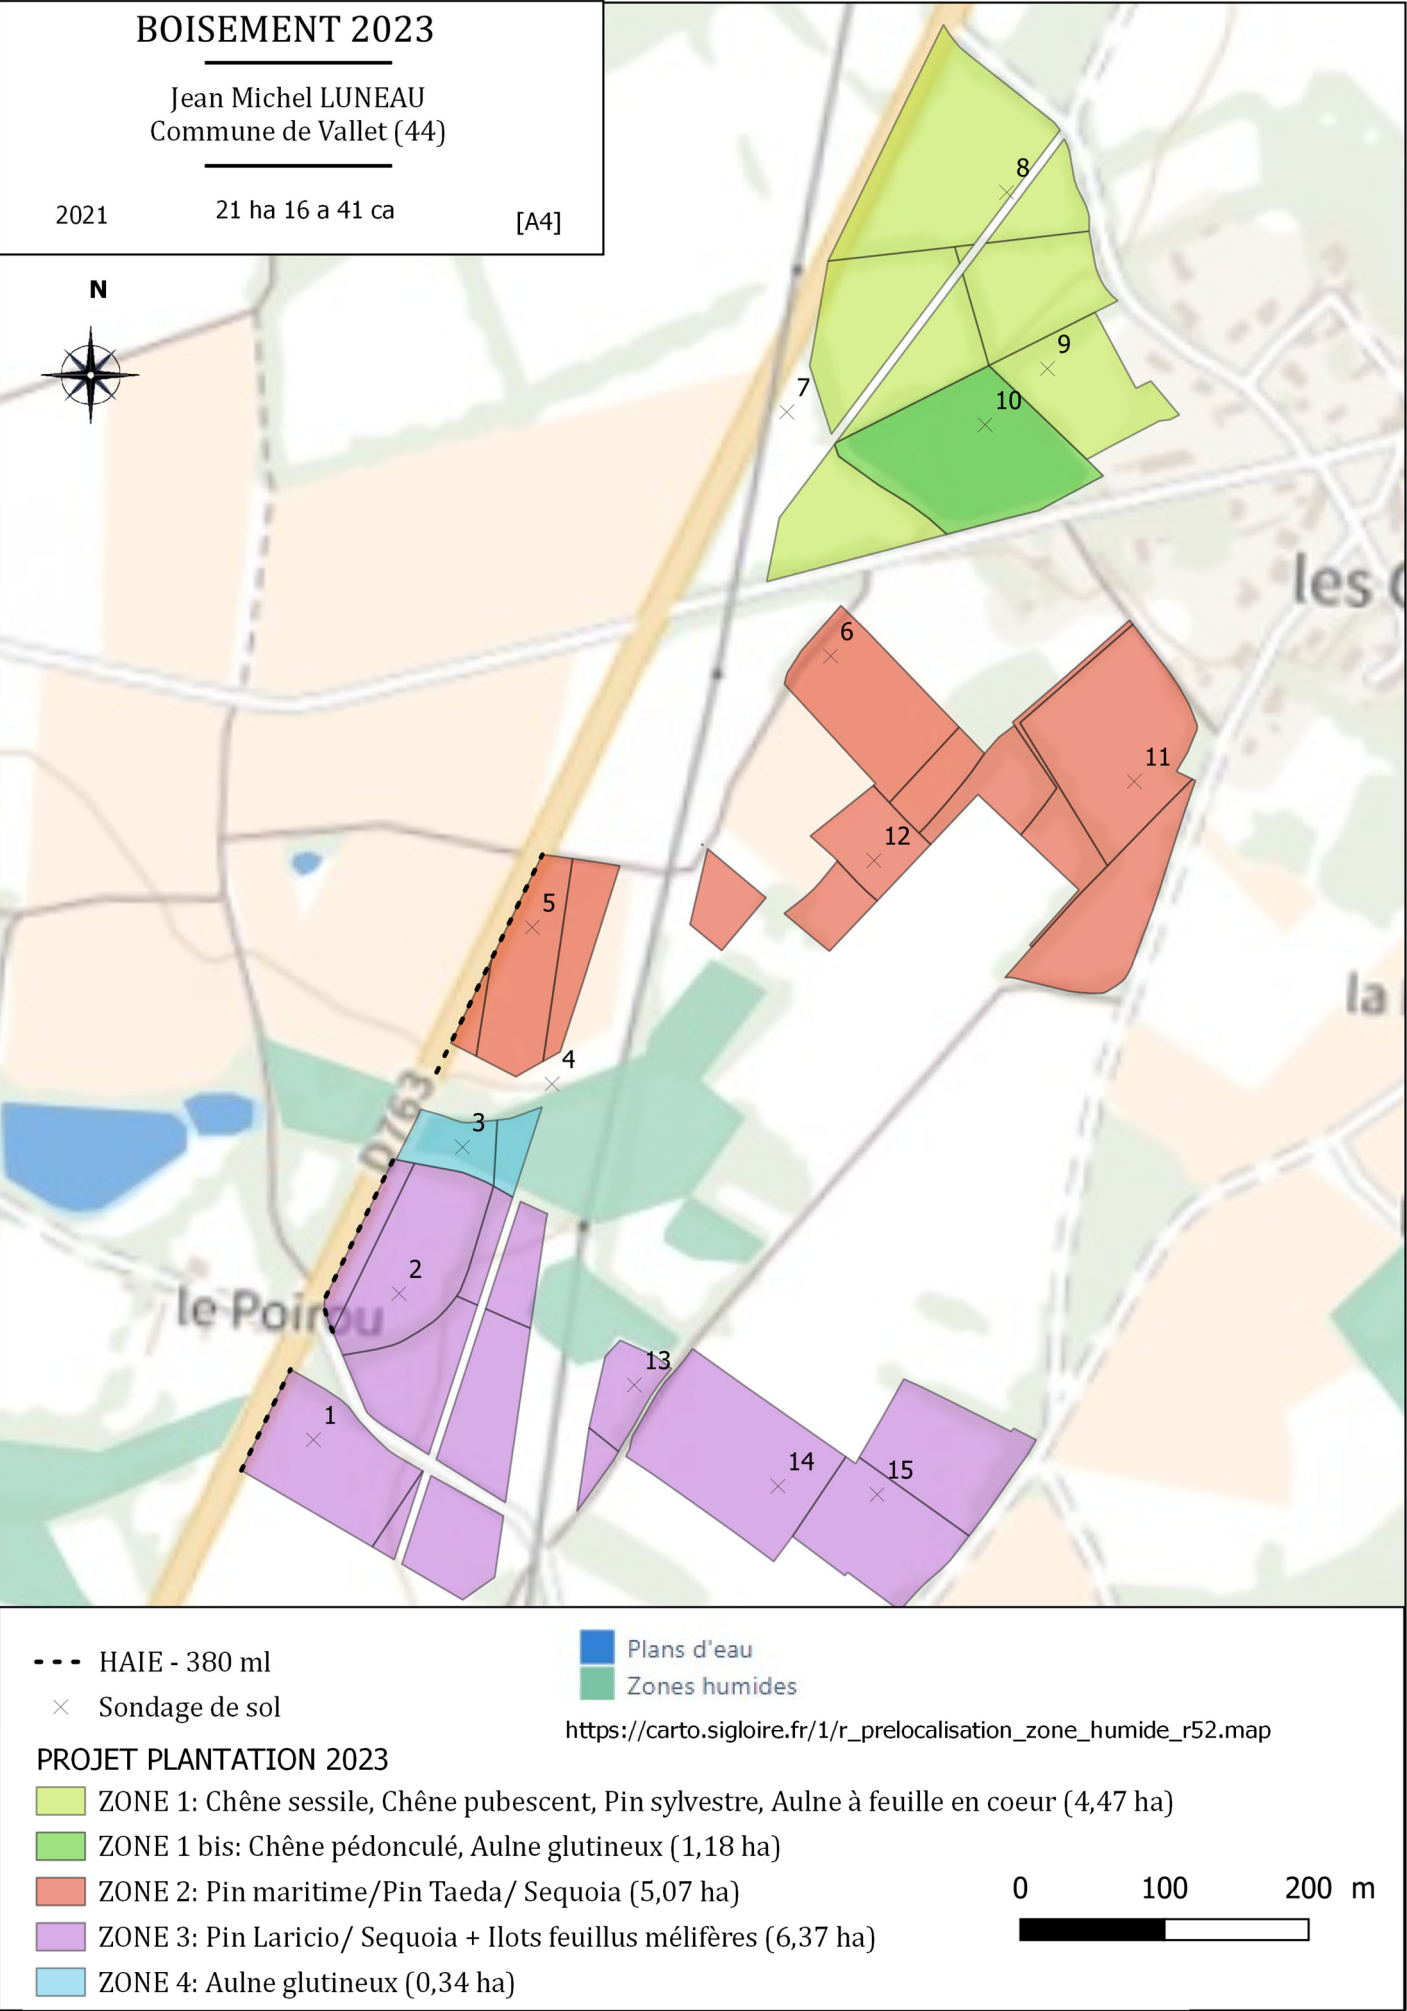 BOISEMENT 2023
Jean Michel LUNEAU
Commune de Vallet (44)
2021
21 ha 16 a 41 ca
[A4]
N
8
9
7
10
les
6
11
12
5
4
la
D763
3
2
le Poirou
13
1
14
15
HAIE - 380 ml
Sondage de sol
Plans d'eau
Zones humides
https://carto.sigloire.fr/1/r_prelocalisation_zone_humide_r52.map
PROJET PLANTATION 2023
ZONE 1: Chêne sessile, Chêne pubescent, Pin sylvestre, Aulne à feuille en coeur (4,47 ha)
ZONE 1 bis: Chêne pédonculé, Aulne glutineux (1,18 ha)
ZONE 2: Pin maritime/Pin Taeda/ Sequoia (5,07 ha)
ZONE 3: Pin Laricio/ Sequoia + Ilots feuillus mélifères (6,37 ha)
ZONE 4: Aulne glutineux (0,34 ha)
0 100 200 m